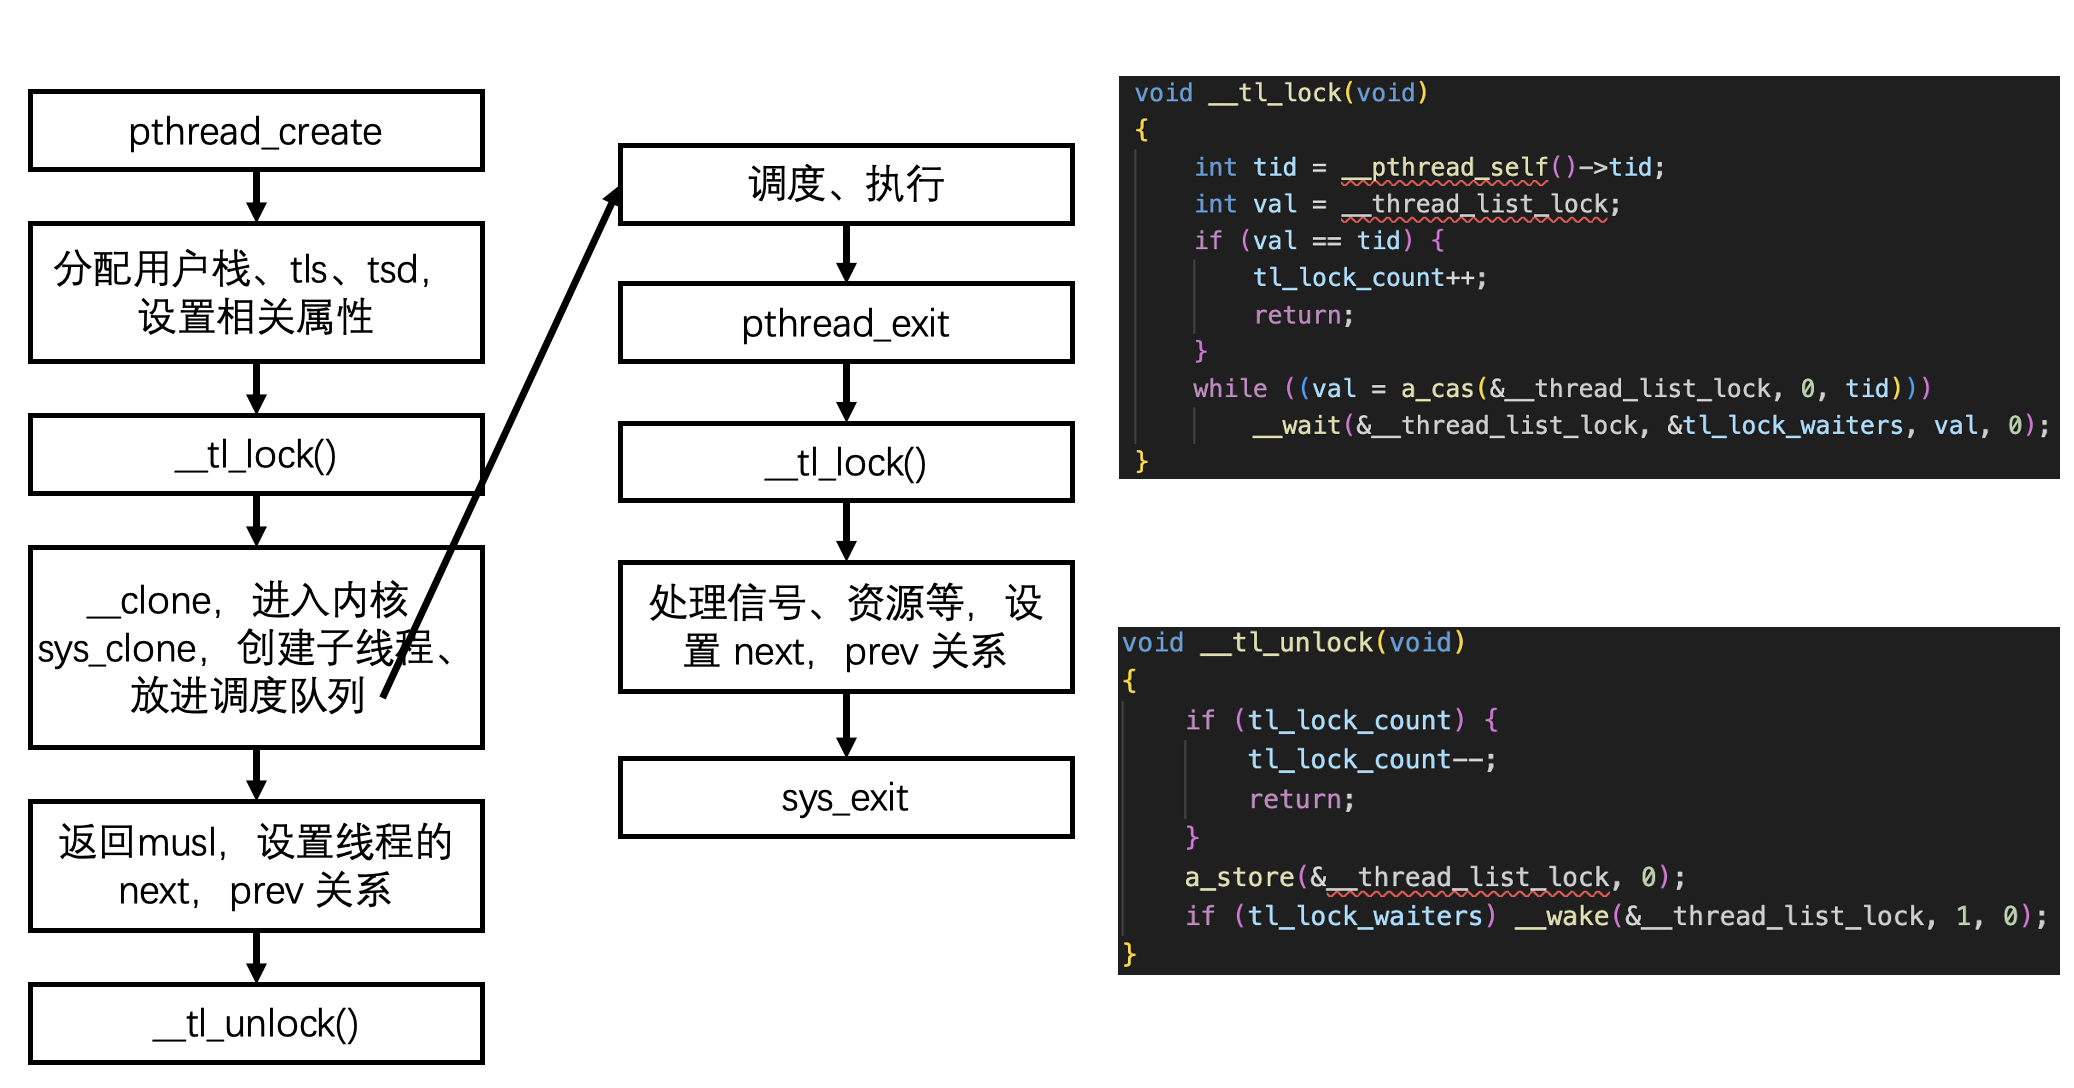 pthread_create
分配用户栈、tls、tsd，
设置相关属性
__tl_lock()
__clone，进入内核
sys_clone，创建子线程、
放进调度队列
返回musl，设置线程的
next，prev 关系
__tl_unlock()
调度、执行
pthread_exit
__tl_lock()
处理信号、资源等，设
置 next，prev 关系
sys_exit
void __tl_lock(void)
{
    int tid = __pthread_self()->tid;
    int val = __thread_list_lock;
    if (val == tid) {
        tl_lock_count++;
        return;
    }
    while ((val = a_cas(&__thread_list_lock, 0, tid)))
        __wait(&__thread_list_lock, &tl_lock_waiters, val, 0);
}
void __tl_unlock(void)
{
    if (tl_lock_count) {
        tl_lock_count--;
        return;
    }
    a_store(&__thread_list_lock, 0);
    if (tl_lock_waiters) __wake(&__thread_list_lock, 1, 0);
}